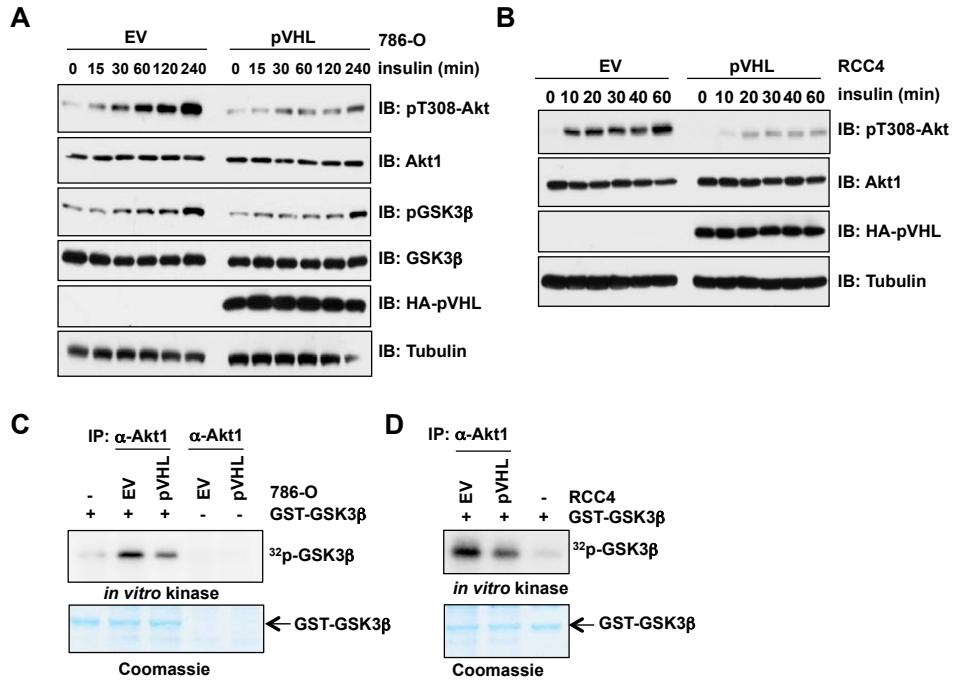 A
EV pVHL 786-O
0 15 30 60 120 240 0 15 30 60 120 240 insulin (min)
IB: pT308-Akt
IB: Akt1
IB: pGSK3β
IB: GSK3β
IB: HA-pVHL
IB: Tubulin
B
EV pVHL RCC4
0 10 20 30 40 60 0 10 20 30 40 60 insulin (min)
IB: pT308-Akt
IB: Akt1
IB: HA-pVHL
IB: Tubulin
C
IP: α-Akt1 α-Akt1
- EV pVHL EV pVHL 786-O
+ + + - - GST-GSK3β
³²p-GSK3β
in vitro kinase
GST-GSK3β
Coomassie
D
IP: α-Akt1
EV pVHL - RCC4
+ + + GST-GSK3β
³²p-GSK3β
in vitro kinase
GST-GSK3β
Coomassie